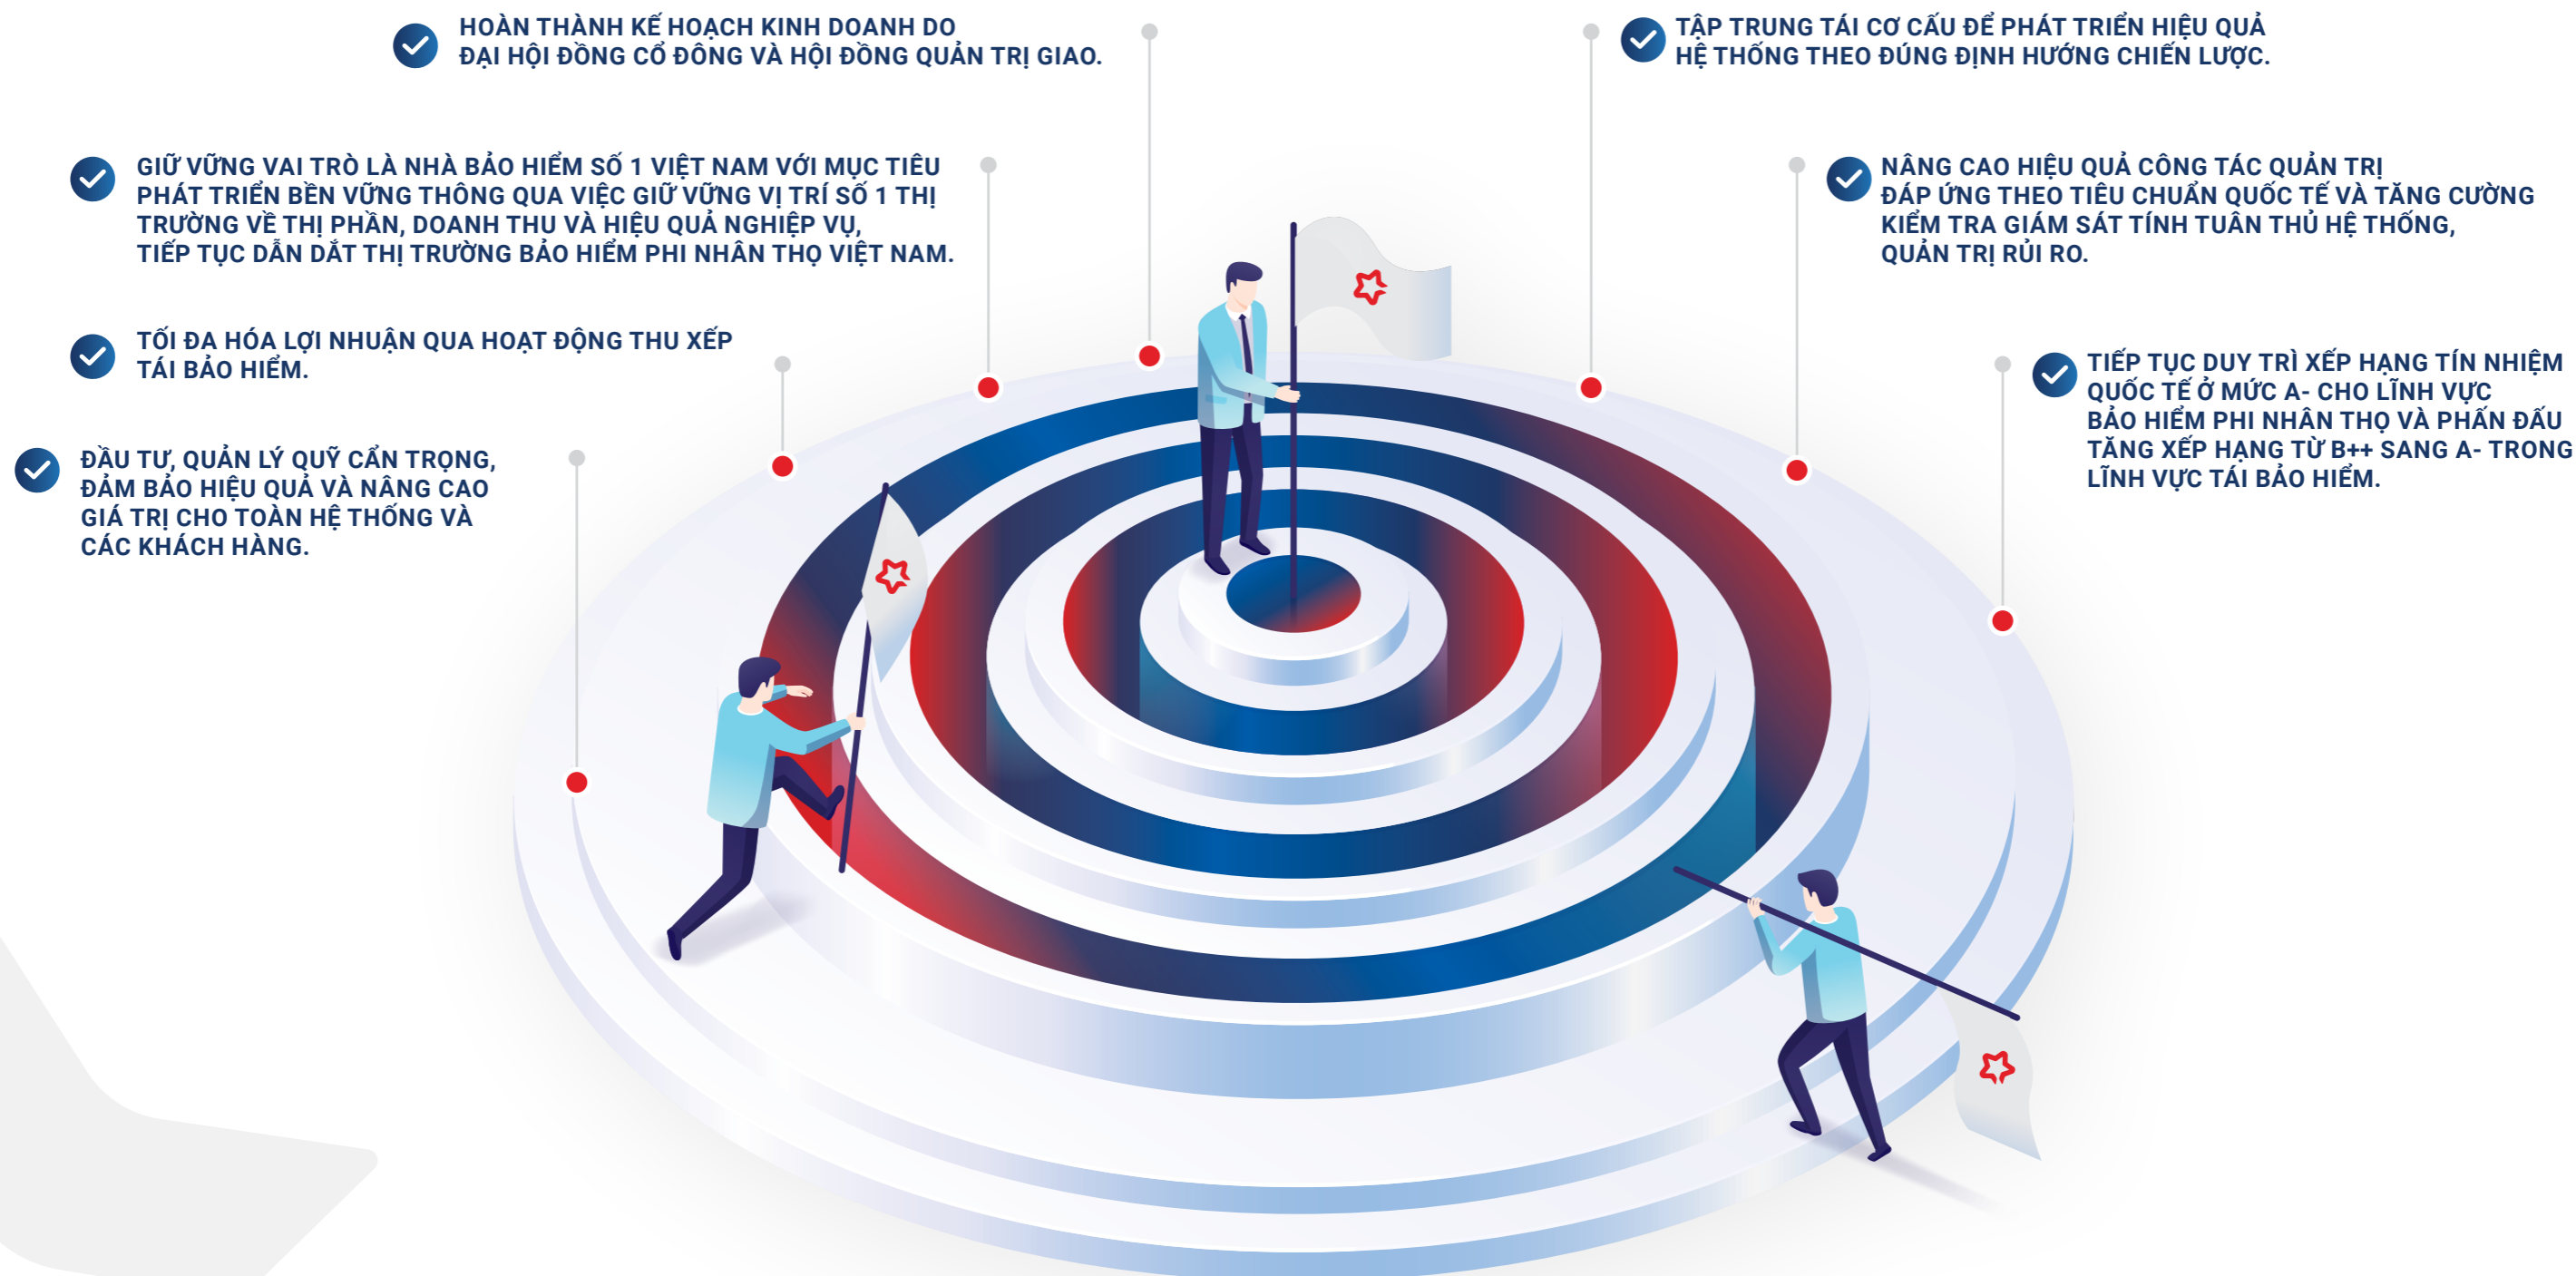 HOÀN THÀNH KẾ HOẠCH KINH DOANH DO
ĐẠI HỘI ĐỒNG CỔ ĐÔNG VÀ HỘI ĐỒNG QUẢN TRỊ GIAO.
GIỮ VỮNG VAI TRÒ LÀ NHÀ BẢO HIỂM SỐ 1 VIỆT NAM VỚI MỤC TIÊU
PHÁT TRIỂN BỀN VỮNG THÔNG QUA VIỆC GIỮ VỮNG VỊ TRÍ SỐ 1 THỊ
TRƯỜNG VỀ THỊ PHẦN, DOANH THU VÀ HIỆU QUẢ NGHIỆP VỤ,
TIẾP TỤC DẪN DẮT THỊ TRƯỜNG BẢO HIỂM PHI NHÂN THỌ VIỆT NAM.
TỐI ĐA HÓA LỢI NHUẬN QUA HOẠT ĐỘNG THU XẾP
TÁI BẢO HIỂM.
ĐẦU TƯ, QUẢN LÝ QUỸ CẨN TRỌNG,
ĐẢM BẢO HIỆU QUẢ VÀ NÂNG CAO
GIÁ TRỊ CHO TOÀN HỆ THỐNG VÀ
CÁC KHÁCH HÀNG.
TẬP TRUNG TÁI CƠ CẤU ĐỂ PHÁT TRIỂN HIỆU QUẢ
HỆ THỐNG THEO ĐÚNG ĐỊNH HƯỚNG CHIẾN LƯỢC.
NÂNG CAO HIỆU QUẢ CÔNG TÁC QUẢN TRỊ
ĐÁP ỨNG THEO TIÊU CHUẨN QUỐC TẾ VÀ TĂNG CƯỜNG
KIỂM TRA GIÁM SÁT TÍNH TUÂN THỦ HỆ THỐNG,
QUẢN TRỊ RỦI RO.
TIẾP TỤC DUY TRÌ XẾP HẠNG TÍN NHIỆM
QUỐC TẾ Ở MỨC A- CHO LĨNH VỰC
BẢO HIỂM PHI NHÂN THỌ VÀ PHẤN ĐẤU
TĂNG XẾP HẠNG TỪ B++ SANG A- TRONG
LĨNH VỰC TÁI BẢO HIỂM.